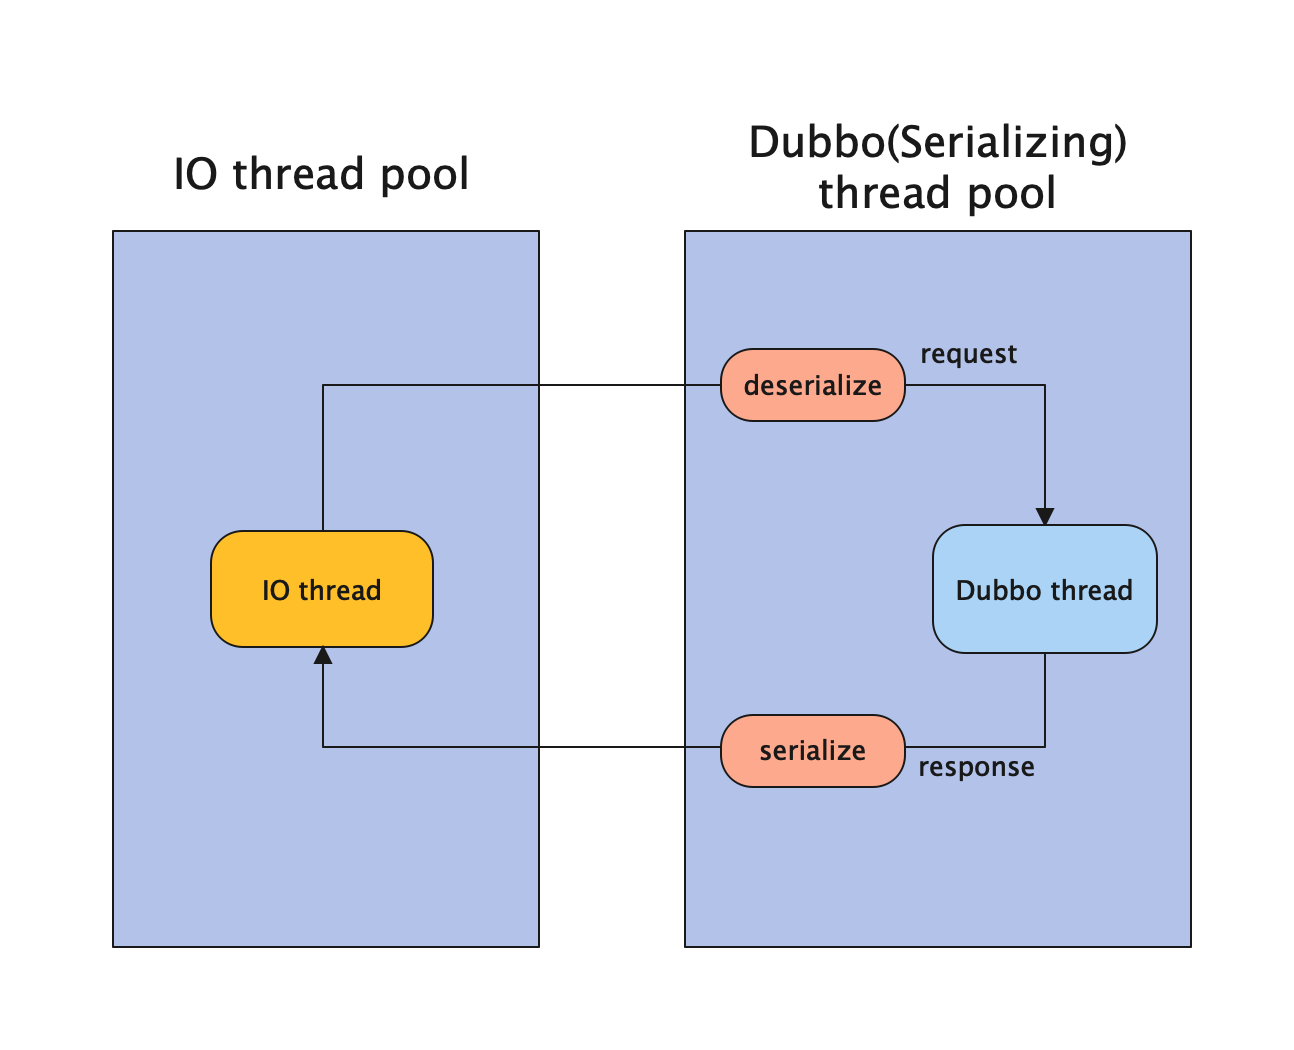 IO thread pool
Dubbo(Serializing)
thread pool
request
deserialize
IO thread
Dubbo thread
serialize
response